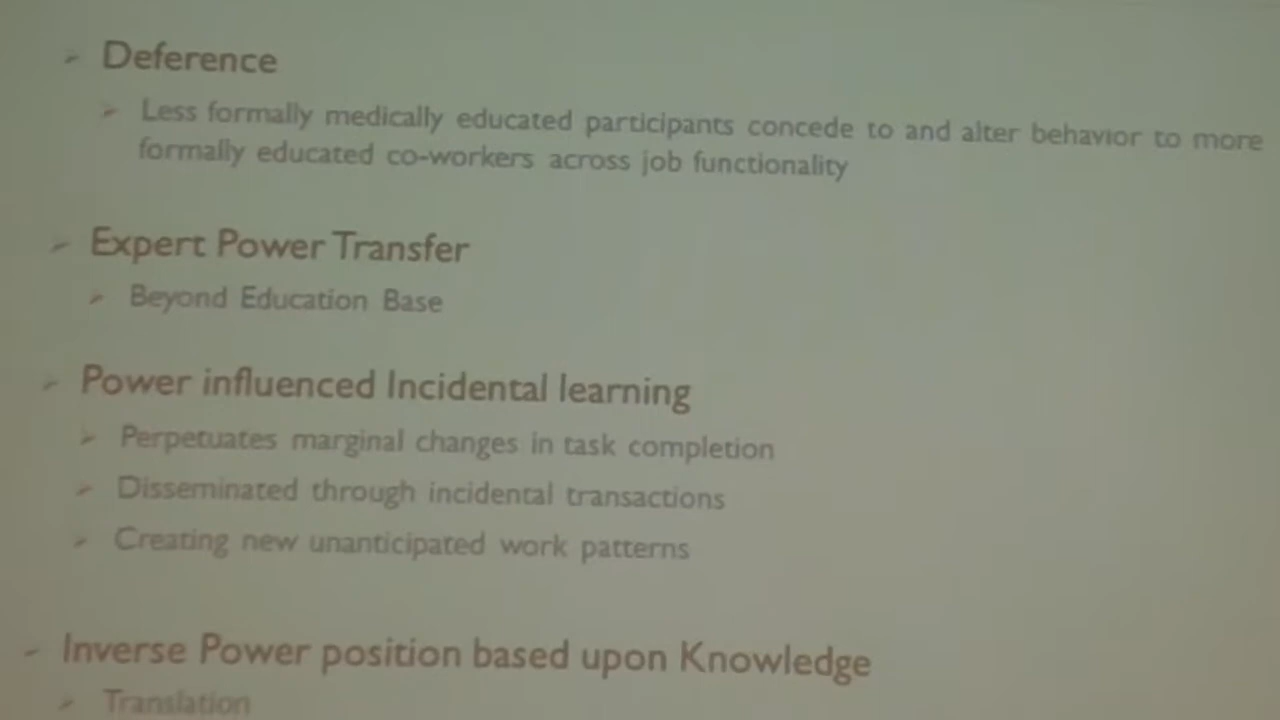 Deference
Less formally medically educated participants concede to and alter behavior to more
formally educated co-workers across job functionality
Expert Power Transfer
Beyond Education Base
Power influenced Incidental learning
Perpetuates marginal changes in task completion
Disseminated through incidental transactions
Creating new unanticipated work patterns
Inverse Power position based upon Knowledge
Translation